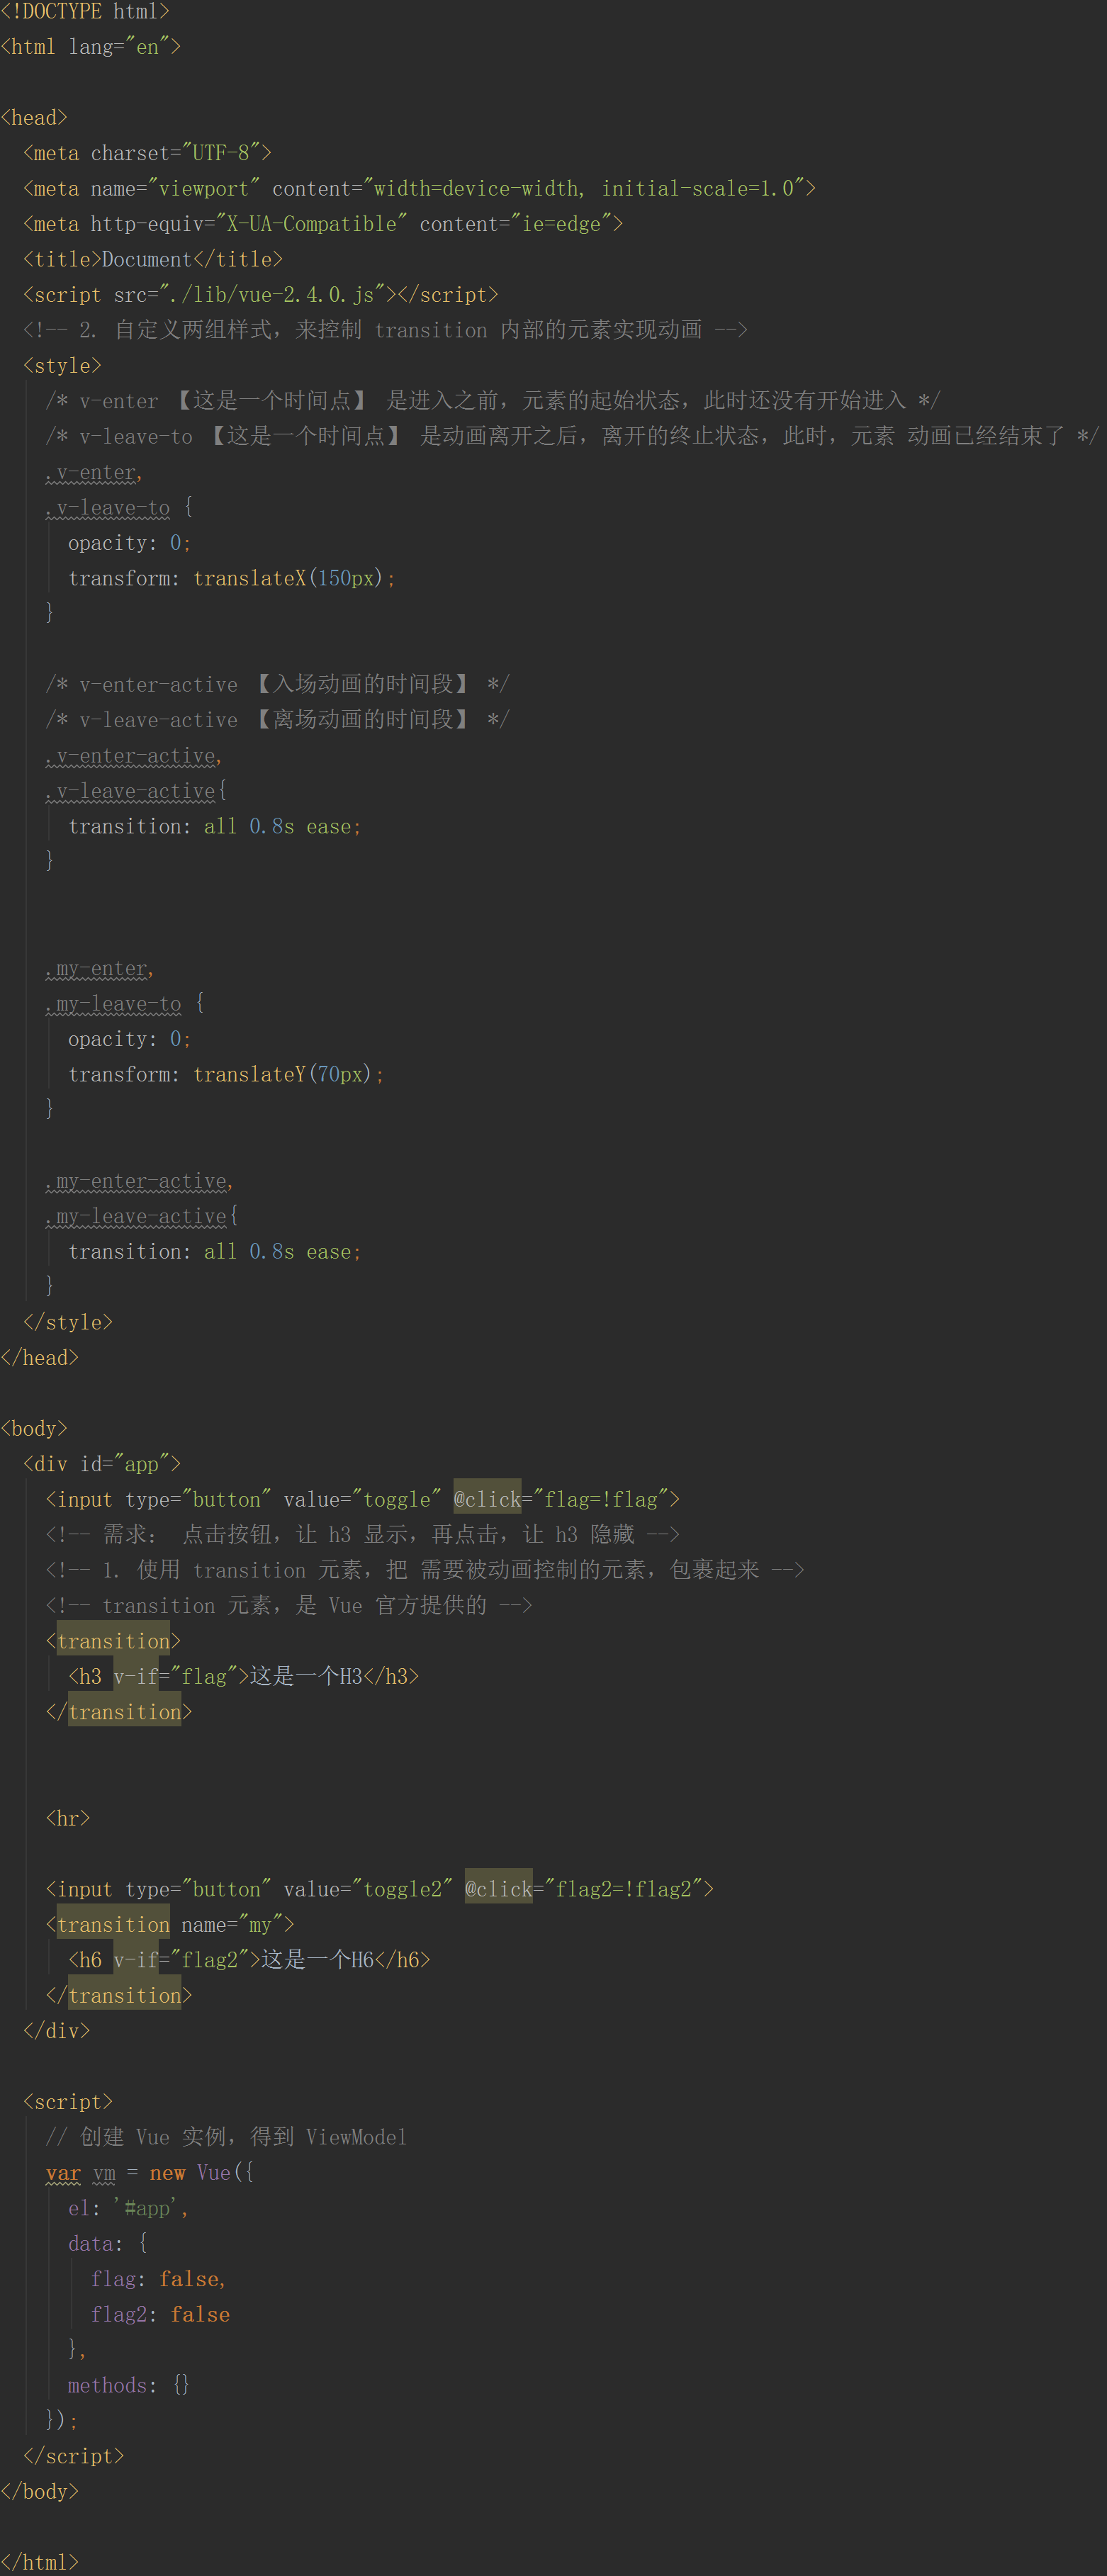 <!DOCTYPE html>
<html lang="en">
<head>
<meta charset="UTF-8">
<meta name="viewport" content="width=device-width, initial-scale=1.0">
<meta http-equiv="X-UA-Compatible" content="ie=edge">
<title>Document</title>
<script src="./lib/vue-2.4.0.js"></script>
<!-- 2. 自定义两组样式，来控制 transition 内部的元素实现动画 -->
<style>
/* v-enter 【这是一个时间点】 是进入之前，元素的起始状态，此时还没有开始进入 */
/* v-leave-to 【这是一个时间点】 是动画离开之后，离开的终止状态，此时，元素 动画已经结束了 */
.v-enter,
.v-leave-to {
opacity: 0;
transform: translateX(150px);
}
/* v-enter-active 【入场动画的时间段】 */
/* v-leave-active 【离场动画的时间段】 */
.v-enter-active,
.v-leave-active{
transition: all 0.8s ease;
}
.my-enter,
.my-leave-to {
opacity: 0;
transform: translateY(70px);
}
.my-enter-active,
.my-leave-active{
transition: all 0.8s ease;
}
</style>
</head>
<body>
<div id="app">
<input type="button" value="toggle" @click="flag=!flag">
<!-- 需求： 点击按钮，让 h3 显示，再点击，让 h3 隐藏 -->
<!-- 1. 使用 transition 元素，把 需要被动画控制的元素，包裹起来 -->
<!-- transition 元素，是 Vue 官方提供的 -->
<transition>
<h3 v-if="flag">这是一个H3</h3>
</transition>
<hr>
<input type="button" value="toggle2" @click="flag2=!flag2">
<transition name="my">
<h6 v-if="flag2">这是一个H6</h6>
</transition>
</div>
<script>
// 创建 Vue 实例，得到 ViewModel
var vm = new Vue({
el: '#app',
data: {
flag: false,
flag2: false
},
methods: {}
});
</script>
</body>
</html>